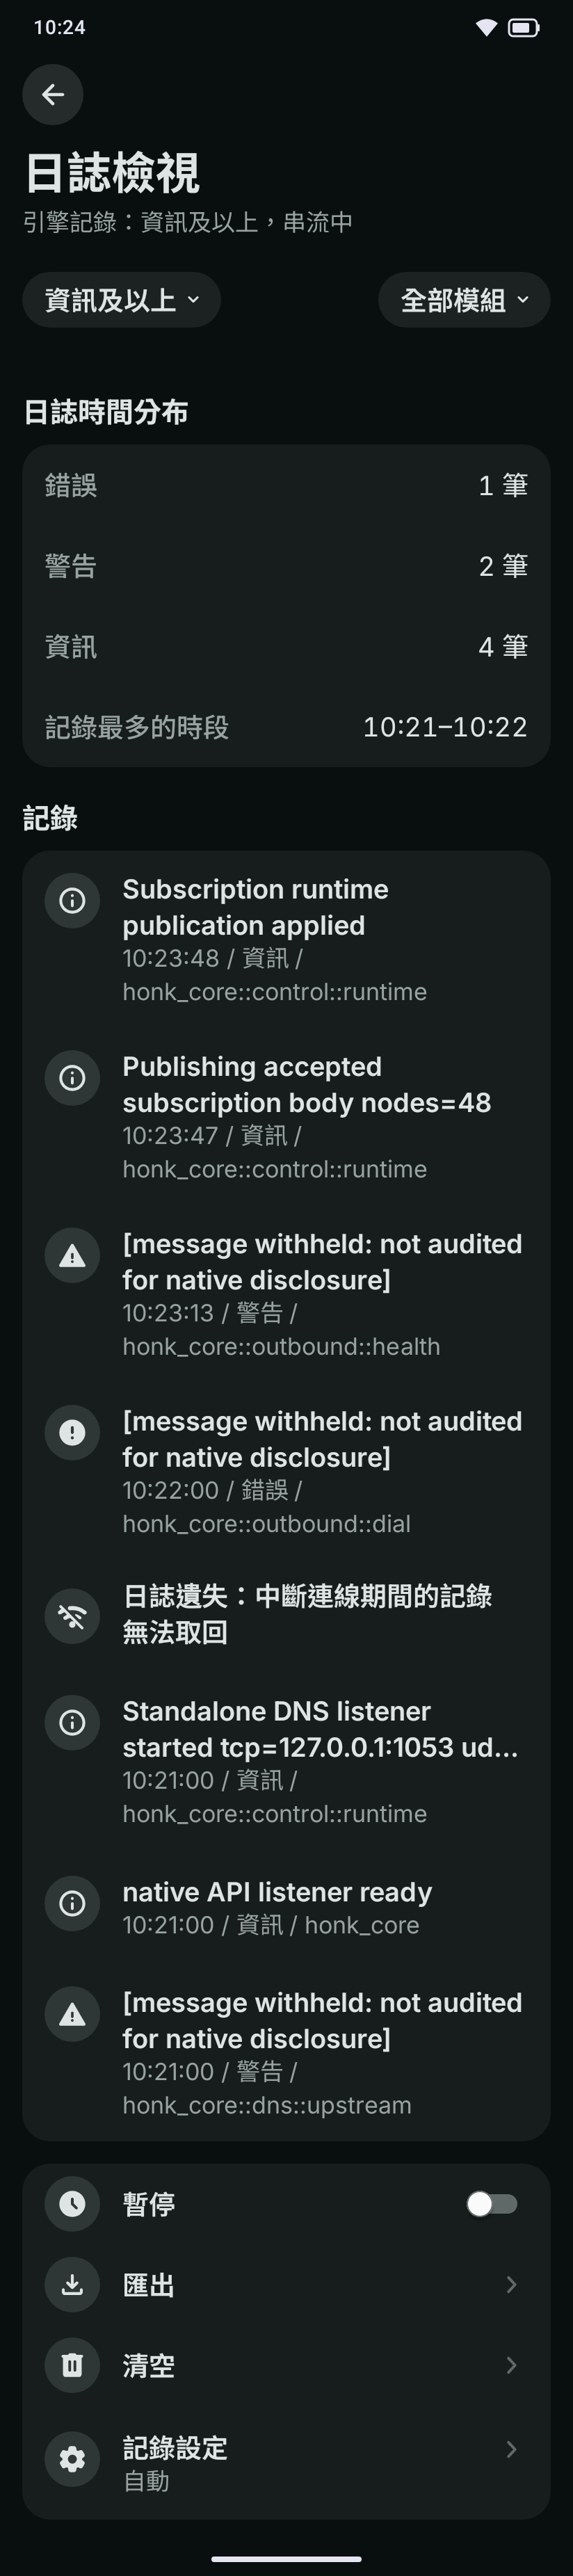 10:24
日誌檢視
引擎記錄：資訊及以上，串流中
資訊及以上
全部模組
日誌時間分布
錯誤 1 筆
警告 2 筆
資訊 4 筆
記錄最多的時段 10:21–10:22
記錄
Subscription runtime
publication applied
10:23:48 / 資訊 /
honk_core::control::runtime
Publishing accepted
subscription body nodes=48
10:23:47 / 資訊 /
honk_core::control::runtime
[message withheld: not audited
for native disclosure]
10:23:13 / 警告 /
honk_core::outbound::health
[message withheld: not audited
for native disclosure]
10:22:00 / 錯誤 /
honk_core::outbound::dial
日誌遺失：中斷連線期間的記錄
無法取回
Standalone DNS listener
started tcp=127.0.0.1:1053 ud...
10:21:00 / 資訊 /
honk_core::control::runtime
native API listener ready
10:21:00 / 資訊 / honk_core
[message withheld: not audited
for native disclosure]
10:21:00 / 警告 /
honk_core::dns::upstream
暫停
匯出
清空
記錄設定
自動